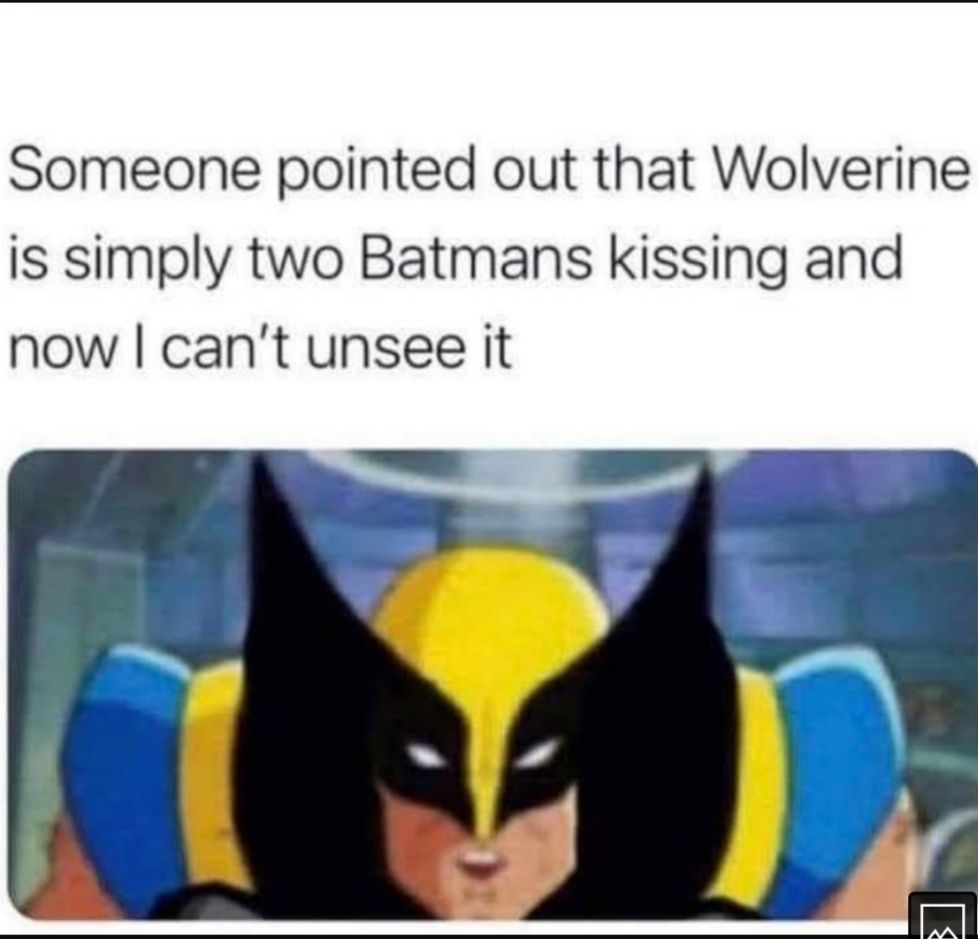 Someone pointed out that Wolverine
is simply two Batmans kissing and
now I can't unsee it